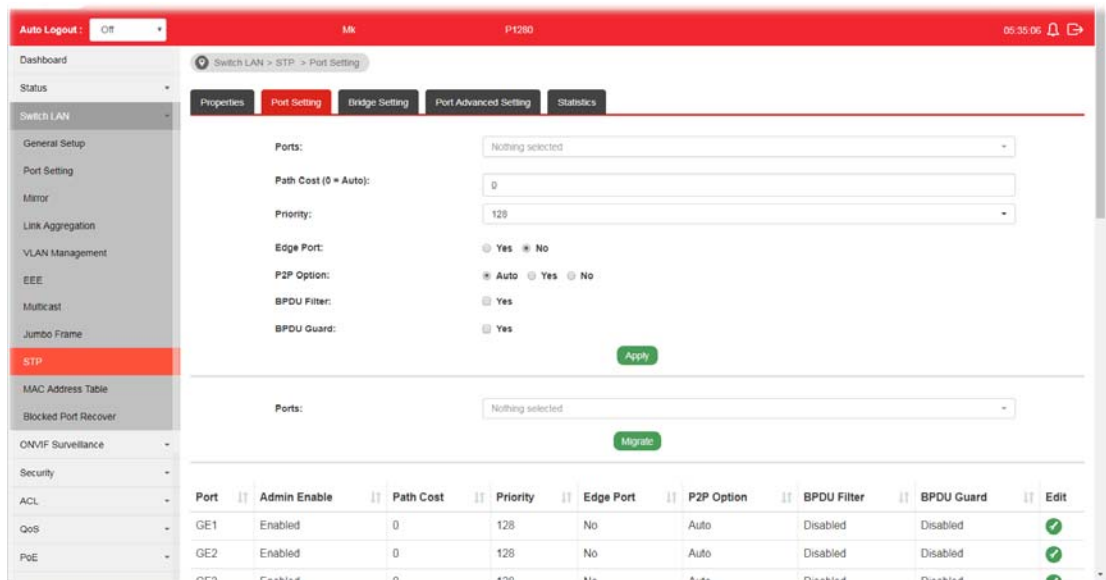 Auto Logout : Off Mk P1280 05:35:06
Dashboard
Switch LAN > STP > Port Setting
Status
Properties Port Setting Bridge Setting Port Advanced Setting Statistics
Switch LAN
General Setup
Port Setting
Mirror
Link Aggregation
VLAN Management
EEE
Multicast
Jumbo Frame
STP
MAC Address Table
Blocked Port Recover
ONVIF Surveillance
Security
ACL
QoS
PoE
Ports: Nothing selected
Path Cost (0 = Auto): 0
Priority: 128
Edge Port: Yes No
P2P Option: Auto Yes No
BPDU Filter: Yes
BPDU Guard: Yes
Apply
Ports: Nothing selected
Migrate
Port Admin Enable Path Cost Priority Edge Port P2P Option BPDU Filter BPDU Guard Edit
GE1 Enabled 0 128 No Auto Disabled Disabled
GE2 Enabled 0 128 No Auto Disabled Disabled